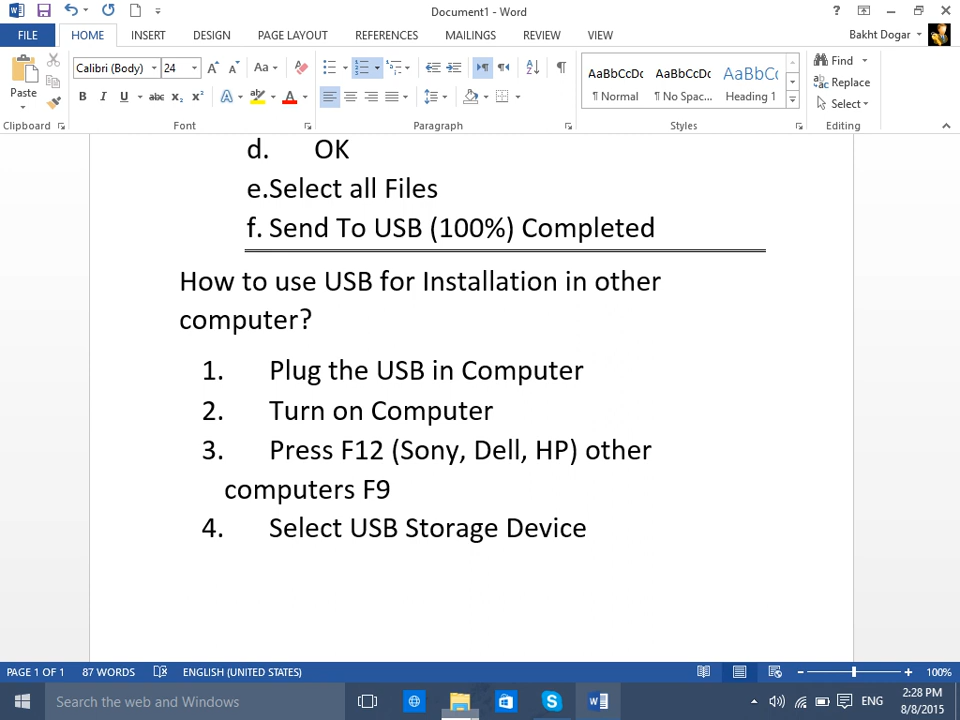 Document1 - Word
FILE HOME INSERT DESIGN PAGE LAYOUT REFERENCES MAILINGS REVIEW VIEW Bakht Dogar
Calibri (Body) 24 Aa
AaBbCcDc AaBbCcDc AaBbCc
Find
Paste
B I U abc X₂ X² A A
¶ Normal ¶ No Spac... Heading 1
Replace
Select
Clipboard Font Paragraph Styles Editing
d. OK
e.Select all Files
f. Send To USB (100%) Completed
How to use USB for Installation in other
computer?
1. Plug the USB in Computer
2. Turn on Computer
3. Press F12 (Sony, Dell, HP) other
computers F9
4. Select USB Storage Device
PAGE 1 OF 1 87 WORDS ENGLISH (UNITED STATES) 100%
Search the web and Windows
ENG
2:28 PM
8/8/2015